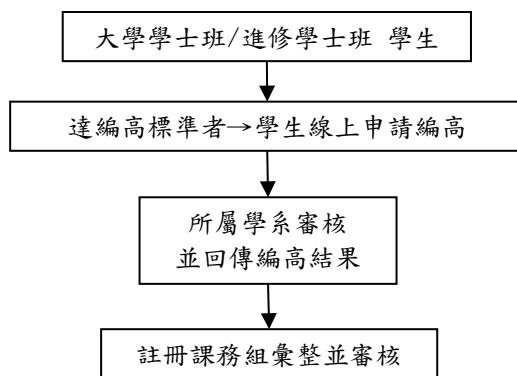 大學學士班/進修學士班 學生
達編高標準者→學生線上申請編高
所屬學系審核
並回傳編高結果
註冊課務組彙整並審核